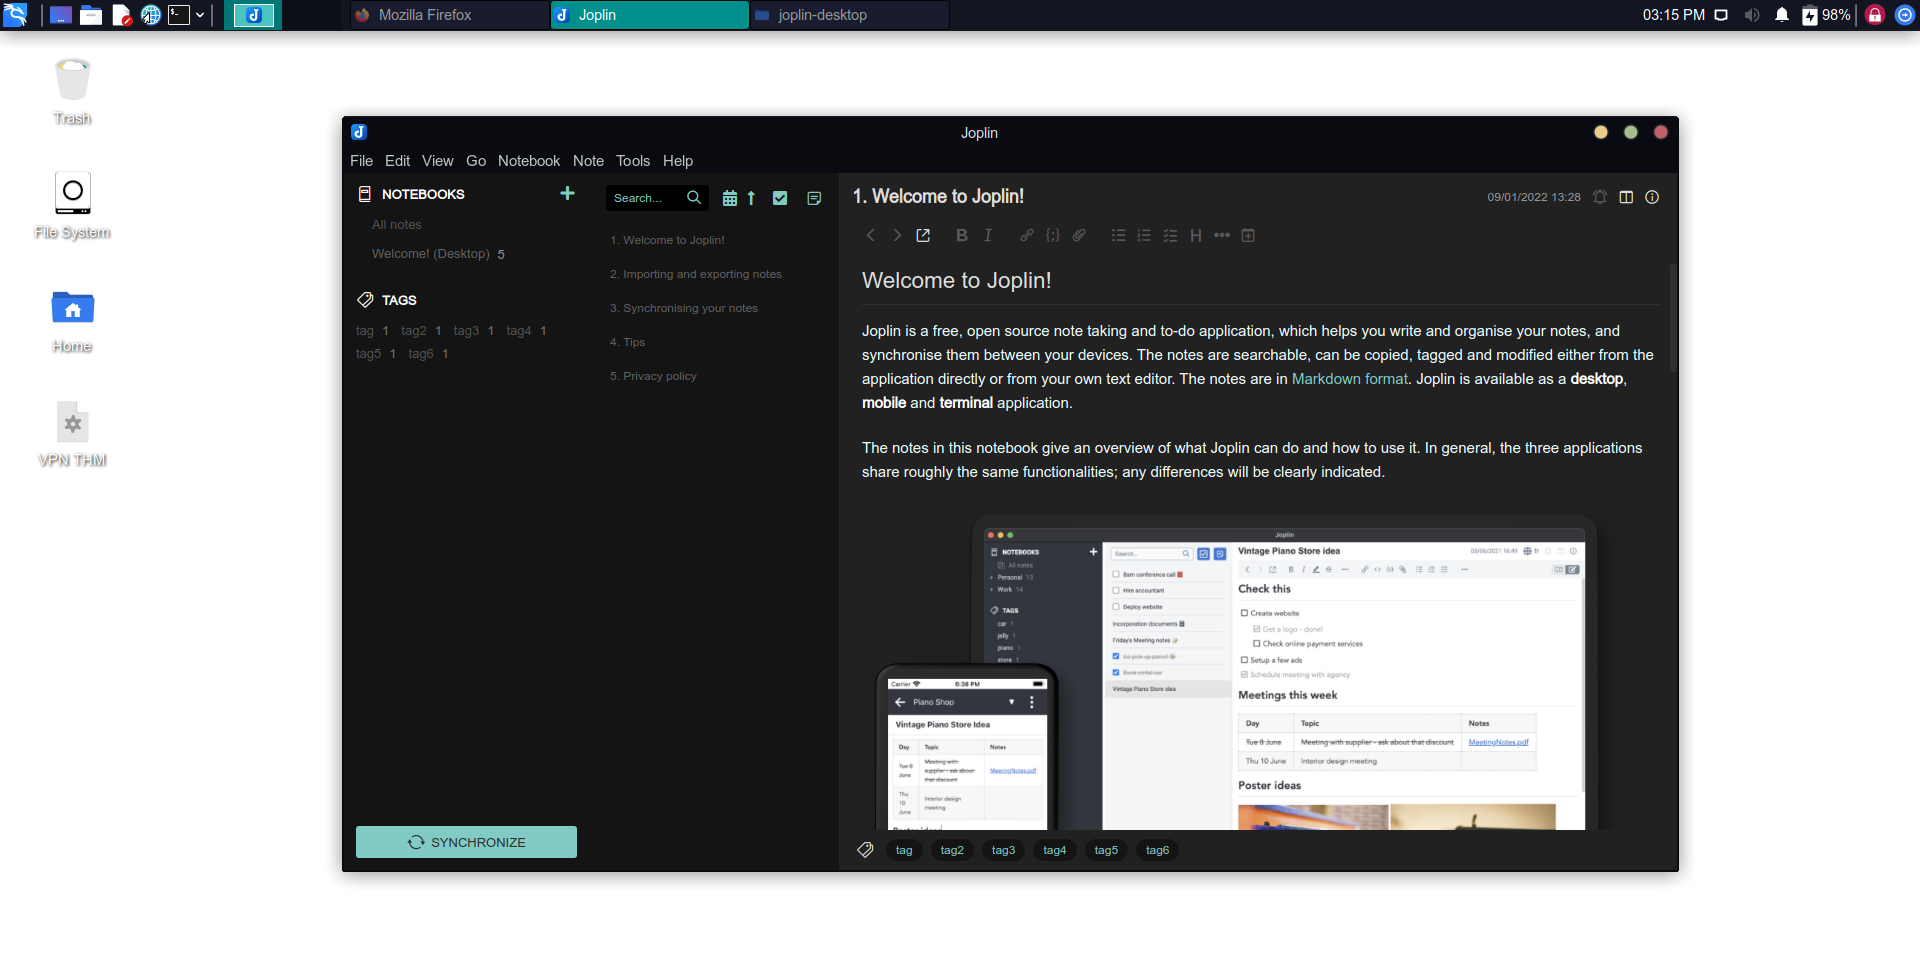 Mozilla Firefox
Joplin
joplin-desktop
03:15 PM
98%
Trash
File System
Home
VPN THM
Joplin
File Edit View Go Notebook Note Tools Help
NOTEBOOKS
All notes
Welcome! (Desktop) 5
TAGS
tag 1 tag2 1 tag3 1 tag4 1
tag5 1 tag6 1
SYNCHRONIZE
Search...
1. Welcome to Joplin!
2. Importing and exporting notes
3. Synchronising your notes
4. Tips
5. Privacy policy
1. Welcome to Joplin!
09/01/2022 13:28
Welcome to Joplin!
Joplin is a free, open source note taking and to-do application, which helps you write and organise your notes, and
synchronise them between your devices. The notes are searchable, can be copied, tagged and modified either from the
application directly or from your own text editor. The notes are in Markdown format. Joplin is available as a desktop,
mobile and terminal application.
The notes in this notebook give an overview of what Joplin can do and how to use it. In general, the three applications
share roughly the same functionalities; any differences will be clearly indicated.
Joplin
NOTEBOOKS
All notes
Personal 13
Work 14
TAGS
car 1
jelly 1
piano 1
store 1
Search...
8am conference call
Hire accountant
Deploy website
Incorporation documents
Friday's Meeting notes
Go pick up parcel
Book rental car
Vintage Piano Store idea
Vintage Piano Store idea
03/06/2021 16:49 fr
Check this
Create website
Get a logo - done!
Check online payment services
Setup a few ads
Schedule meeting with agency
Meetings this week
Day Topic Notes
Tue 8 June Meeting with supplier - ask about that discount MeetingNotes.pdf
Thu 10 June Interior design meeting
Poster ideas
Carrier 6:38 PM
Piano Shop
Vintage Piano Store Idea
Day Topic Notes
Tue 8
June
Meeting with
supplier - ask about
that discount
MeetingNotes.pdf
Thu
10
June
Interior design
meeting
Poster ideas
tag tag2 tag3 tag4 tag5 tag6